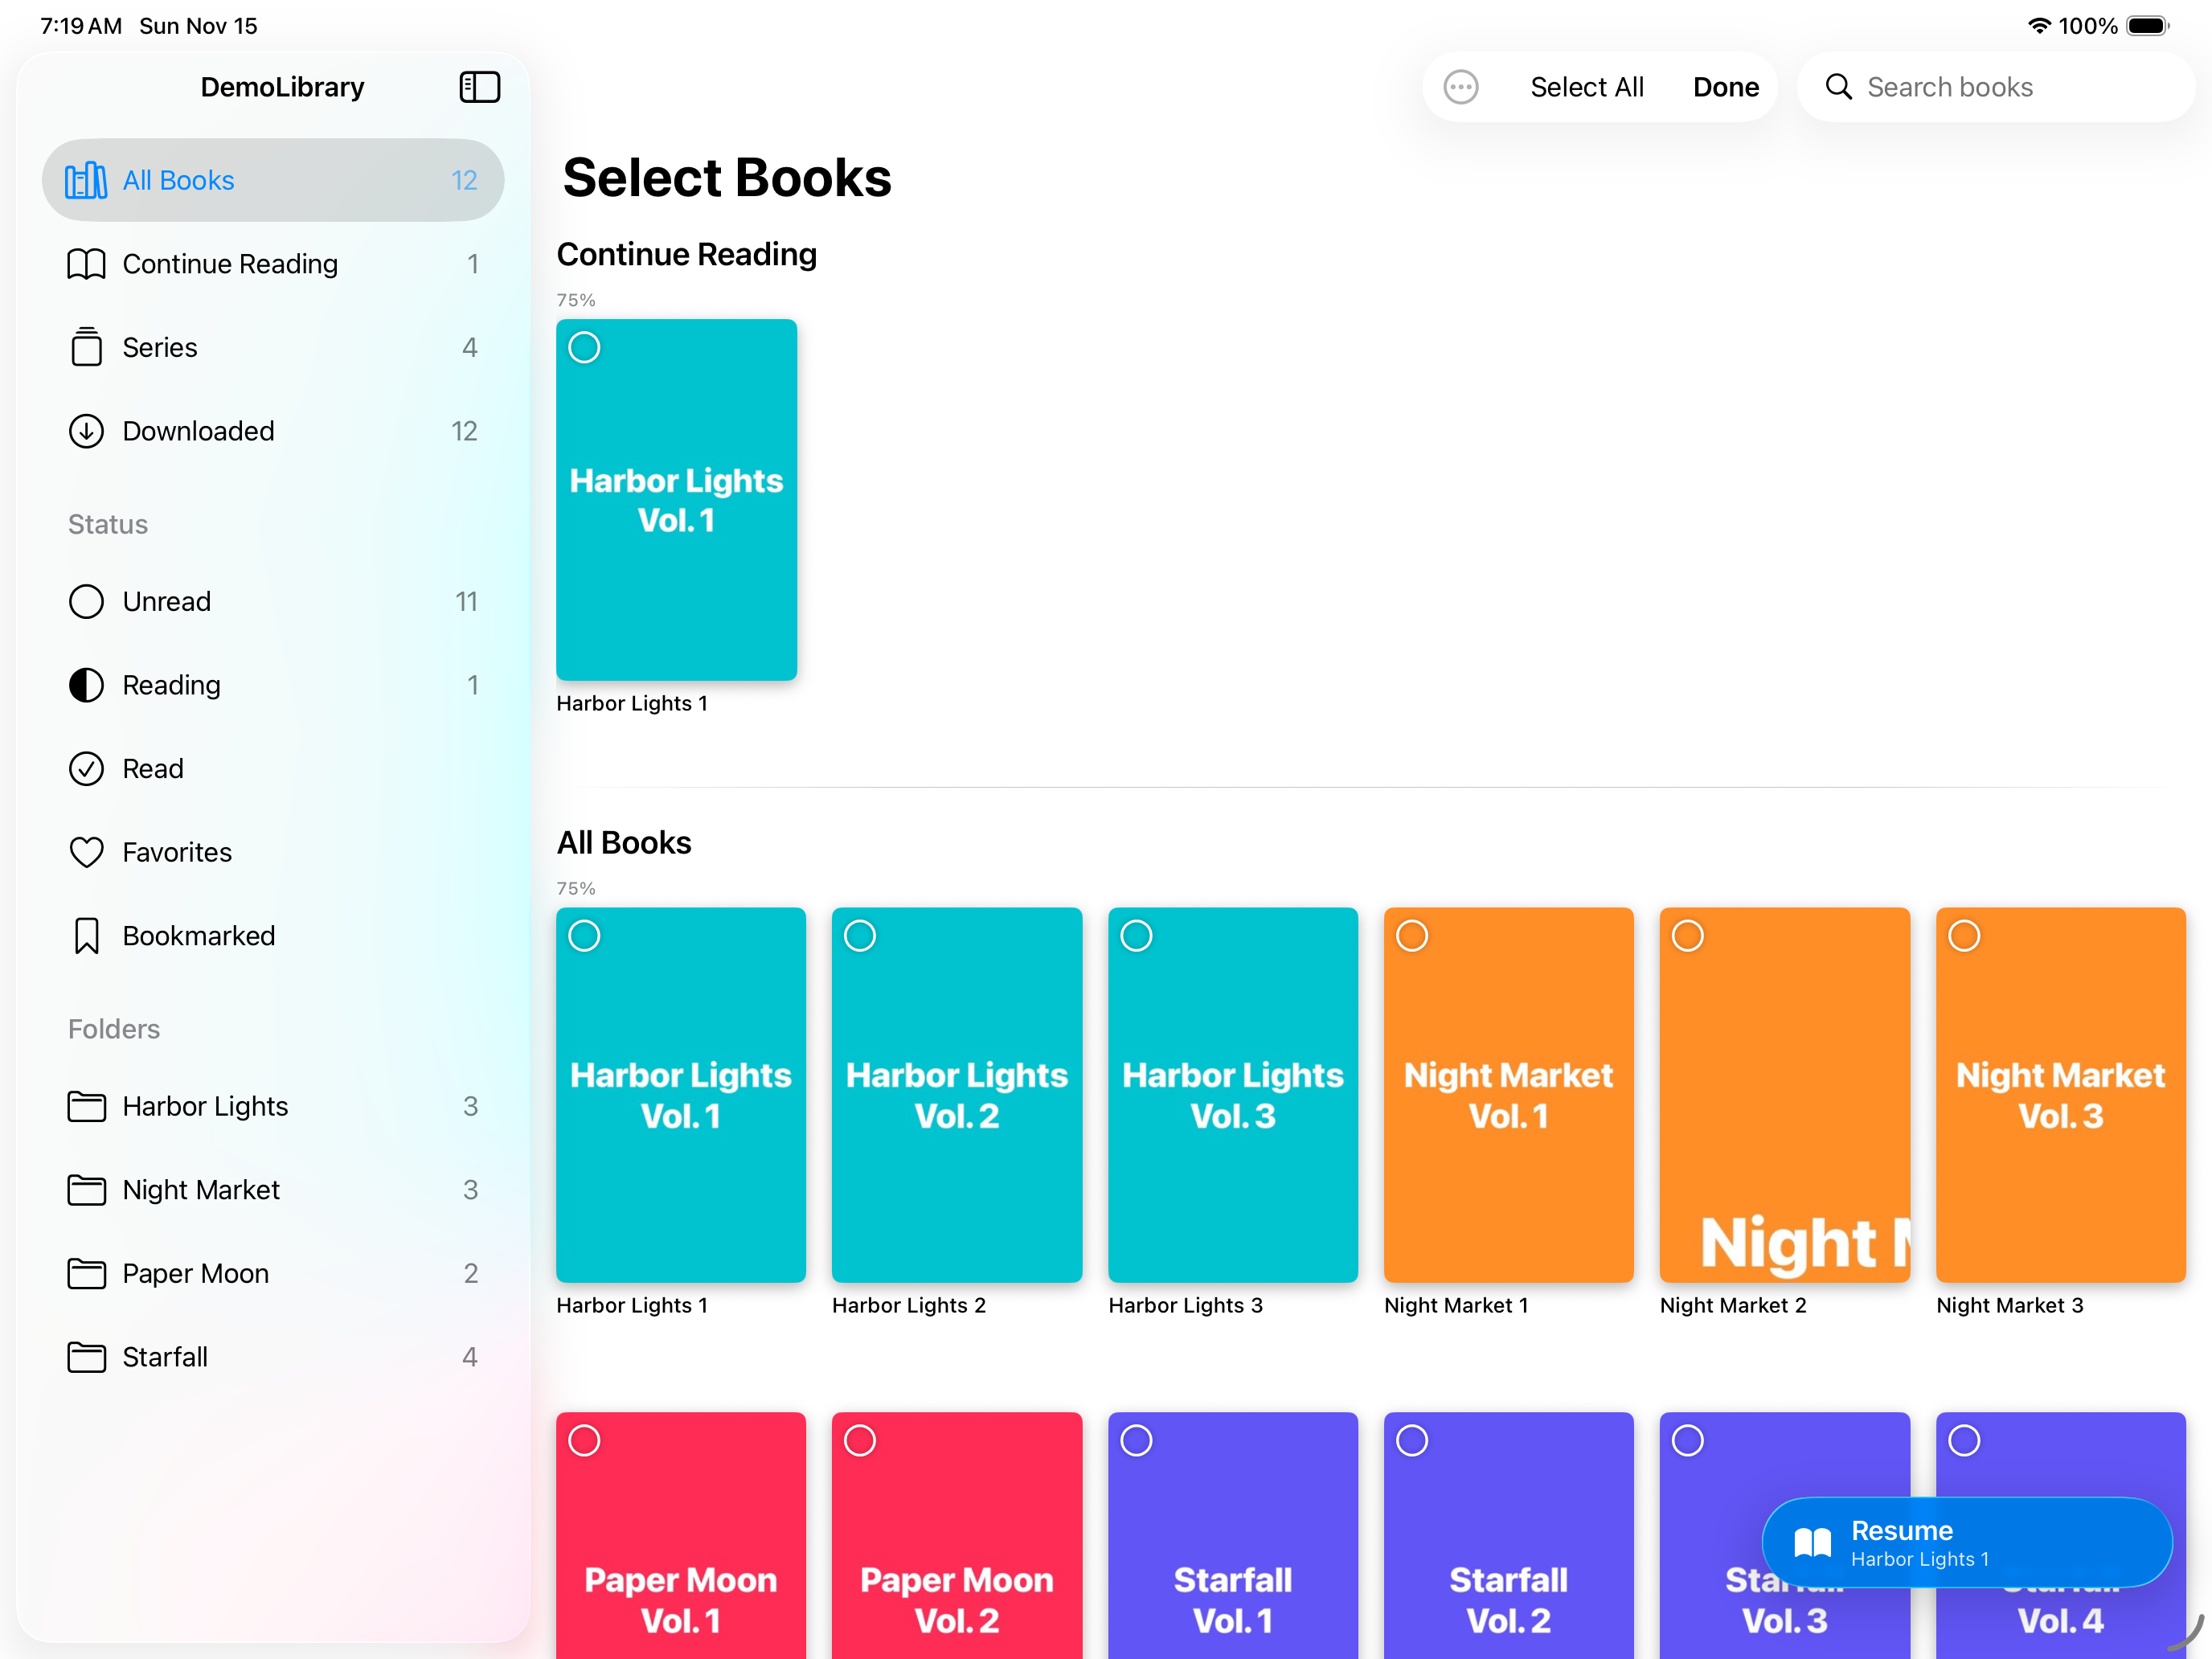 7:19 AM Sun Nov 15
100%
DemoLibrary
All Books 12
Continue Reading 1
Series 4
Downloaded 12
Status
Unread 11
Reading 1
Read
Favorites
Bookmarked
Folders
Harbor Lights 3
Night Market 3
Paper Moon 2
Starfall 4
Select All
Done
Search books
Select Books
Continue Reading
75%
Harbor Lights
Vol. 1
Harbor Lights 1
All Books
75%
Harbor Lights
Vol. 1
Harbor Lights 1
Harbor Lights
Vol. 2
Harbor Lights 2
Harbor Lights
Vol. 3
Harbor Lights 3
Night Market
Vol. 1
Night Market 1
Night
Night Market 2
Night Market
Vol. 3
Night Market 3
Paper Moon
Vol. 1
Paper Moon
Vol. 2
Starfall
Vol. 1
Starfall
Vol. 2
Vol. 3
Vol. 4
Resume
Harbor Lights 1